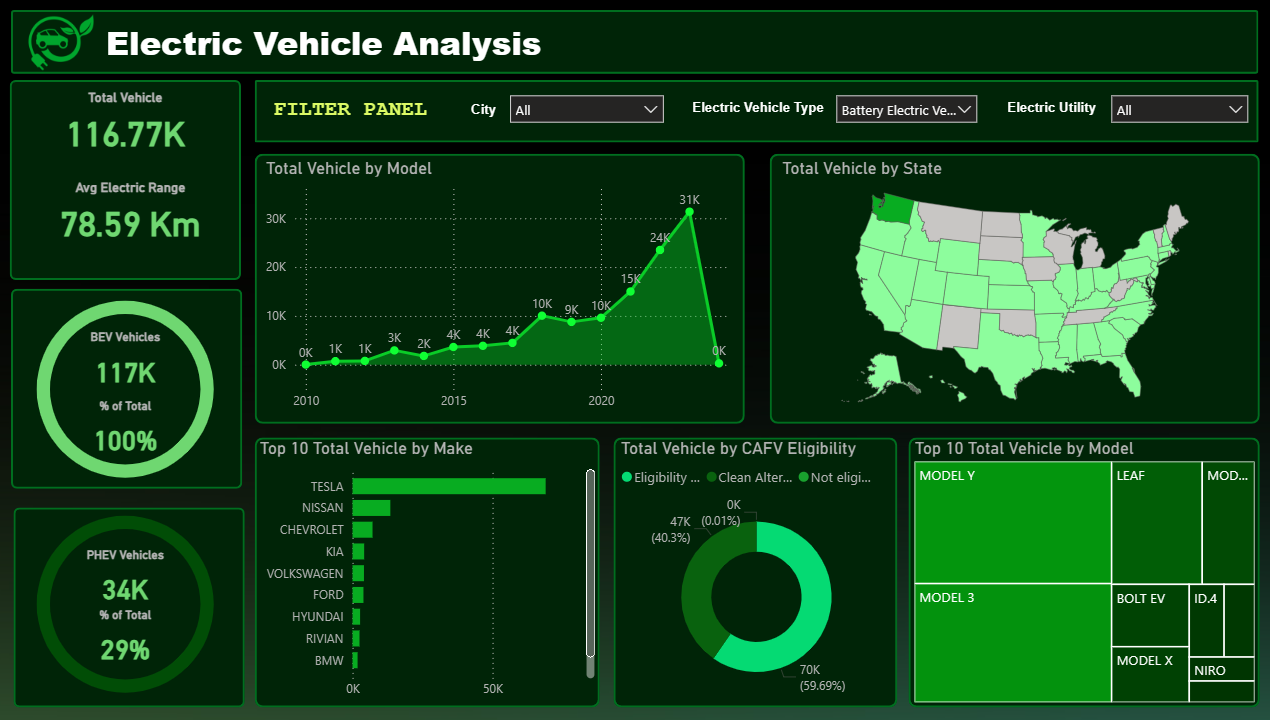 Electric Vehicle Analysis
Total Vehicle
116.77K
Avg Electric Range
78.59 Km
FILTER PANEL
City
All
Electric Vehicle Type
Battery Electric Ve...
Electric Utility
All
BEV Vehicles
117K
% of Total
100%
PHEV Vehicles
34K
% of Total
29%
Total Vehicle by Model
30K
20K
10K
0K
0K
1K
1K
3K
2K
4K
4K
4K
10K
9K
10K
15K
24K
31K
0K
2010
2015
2020
Total Vehicle by State
Top 10 Total Vehicle by Make
TESLA
NISSAN
CHEVROLET
KIA
VOLKSWAGEN
FORD
HYUNDAI
RIVIAN
BMW
0K
50K
Total Vehicle by CAFV Eligibility
Eligibility ...
Clean Alter...
Not eligi...
0K
(0.01%)
47K
(40.3%)
70K
(59.69%)
Top 10 Total Vehicle by Model
MODEL Y
LEAF
MOD...
MODEL 3
BOLT EV
ID.4
MODEL X
NIRO